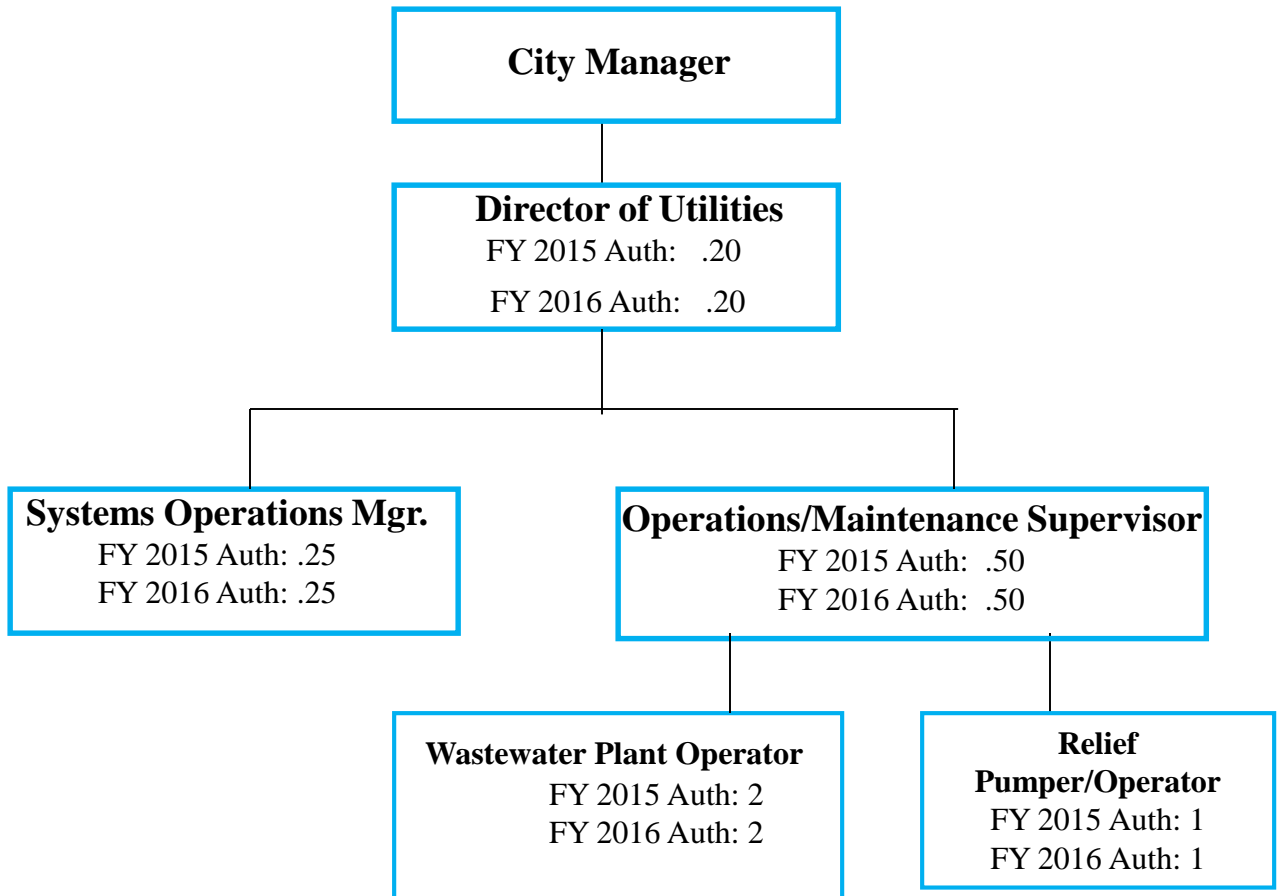 City Manager
Director of Utilities
FY 2015 Auth: .20
FY 2016 Auth: .20
Systems Operations Mgr.
FY 2015 Auth: .25
FY 2016 Auth: .25
Operations/Maintenance Supervisor
FY 2015 Auth: .50
FY 2016 Auth: .50
Wastewater Plant Operator
FY 2015 Auth: 2
FY 2016 Auth: 2
Relief
Pumper/Operator
FY 2015 Auth: 1
FY 2016 Auth: 1